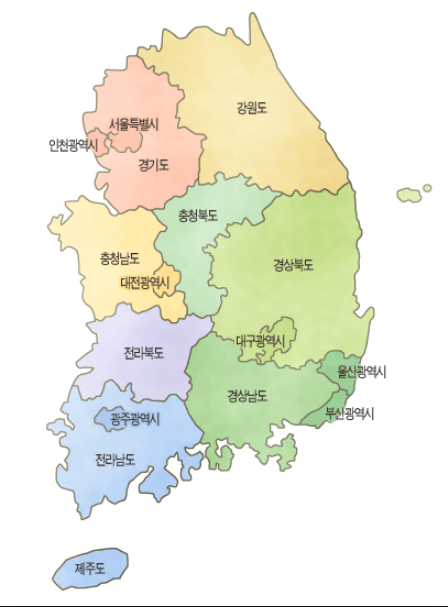 강원도
서울특별시
인천광역시
경기도
충청북도
충청남도
경상북도
대전광역시
대구광역시
전라북도
울산광역시
경상남도
부산광역시
광주광역시
전라남도
제주도